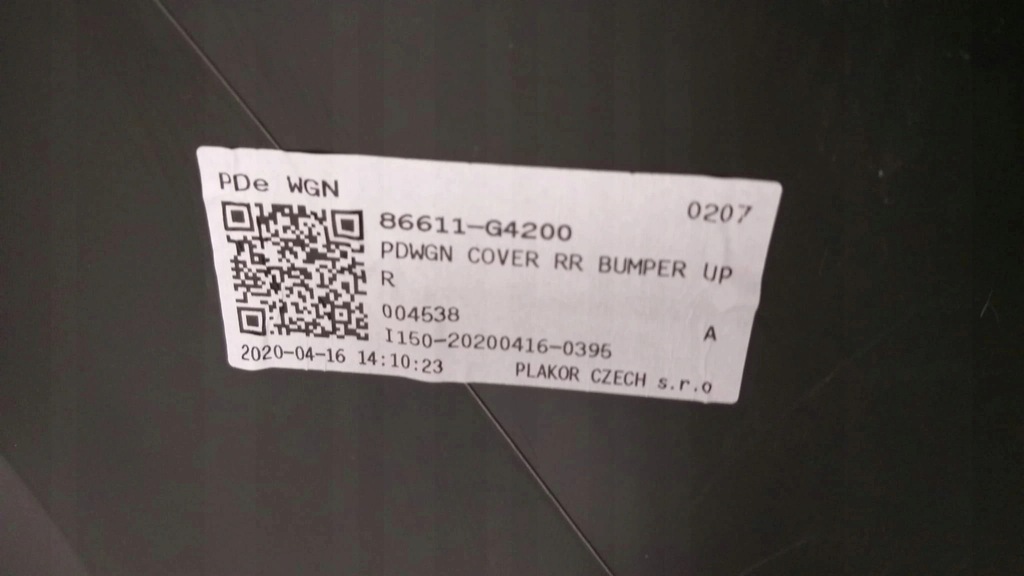 PDe WGN
0207
86611-G4200
PDWGN COVER RR BUMPER UP
R
004538
A
I150-20200416-0395
2020-04-16 14:10:23
PLAKOR CZECH s.r.o